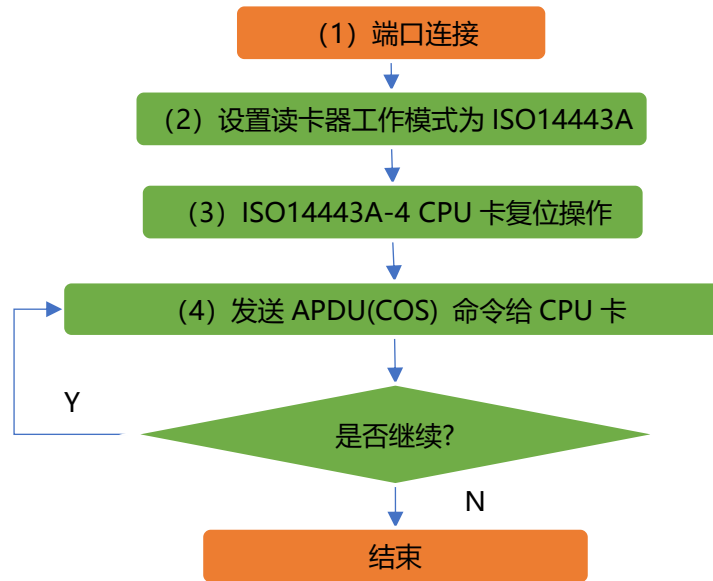 （1）端口连接
（2）设置读卡器工作模式为 ISO14443A
（3）ISO14443A-4 CPU 卡复位操作
（4）发送 APDU(COS) 命令给 CPU 卡
Y
是否继续?
N
结束